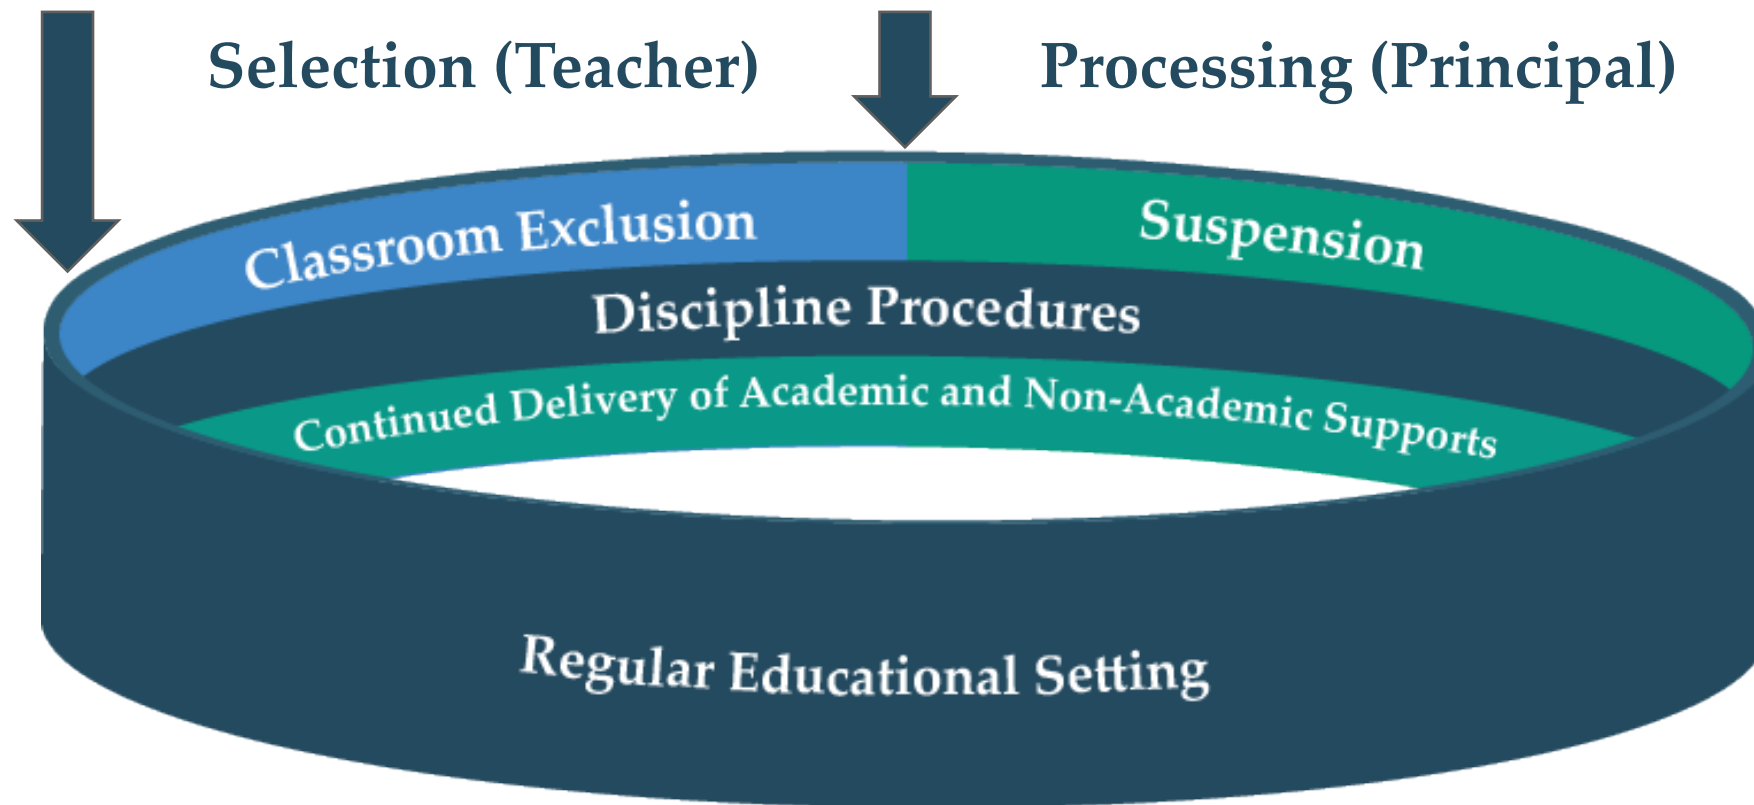 Selection (Teacher)
Processing (Principal)
Classroom Exclusion
Suspension
Discipline Procedures
Continued Delivery of Academic and Non-Academic Supports
Regular Educational Setting